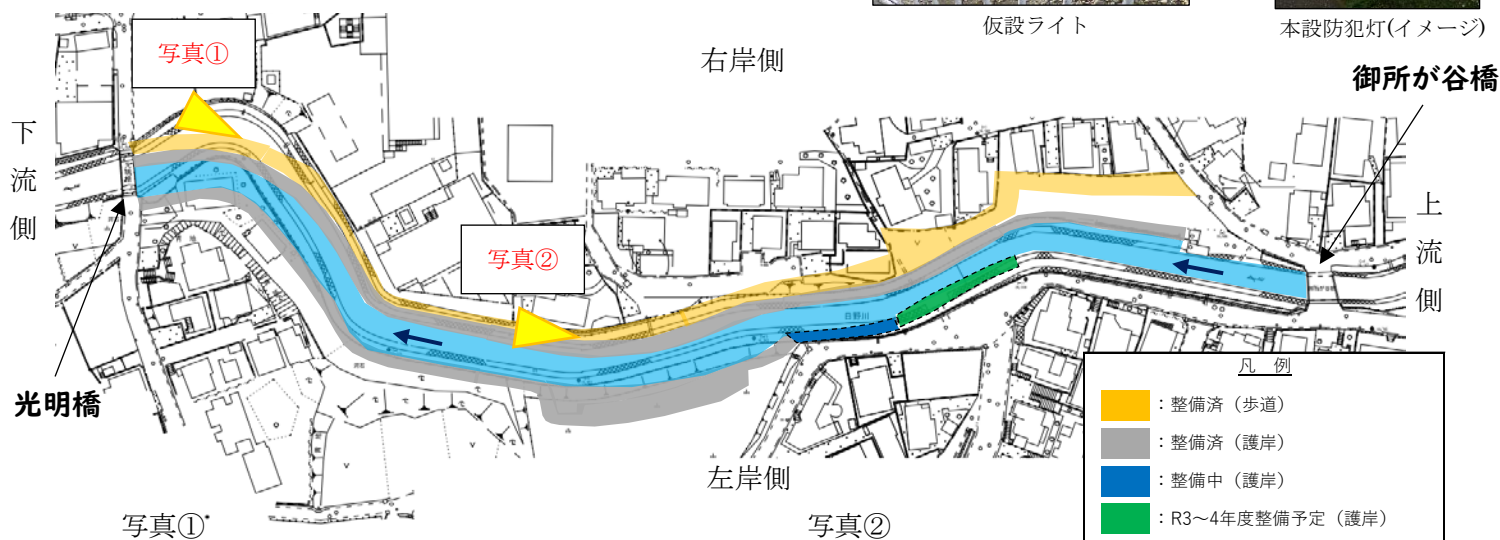 仮設ライト
本設防犯灯(イメージ)
写真①
右岸側
御所が谷橋
下流側
上流側
写真②
日野川
光明橋
左岸側
凡 例
：整備済（歩道）
：整備済（護岸）
：整備中（護岸）
：R3～4年度整備予定（護岸）
写真①*
写真②